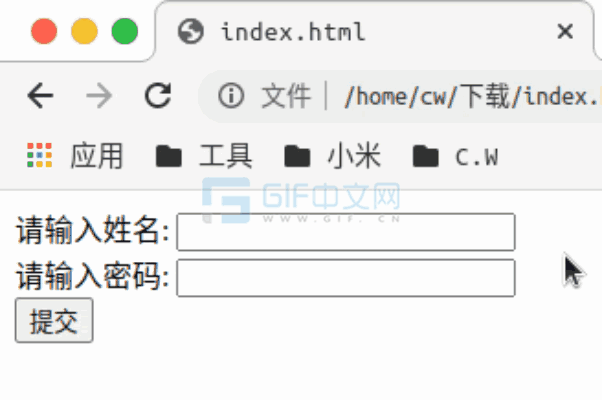 index.html
文件 /home/cw/下载/index.
应用 工具 小米 C.W
GIF中文网
WWW.GIF.CN
请输入姓名:
请输入密码:
提交